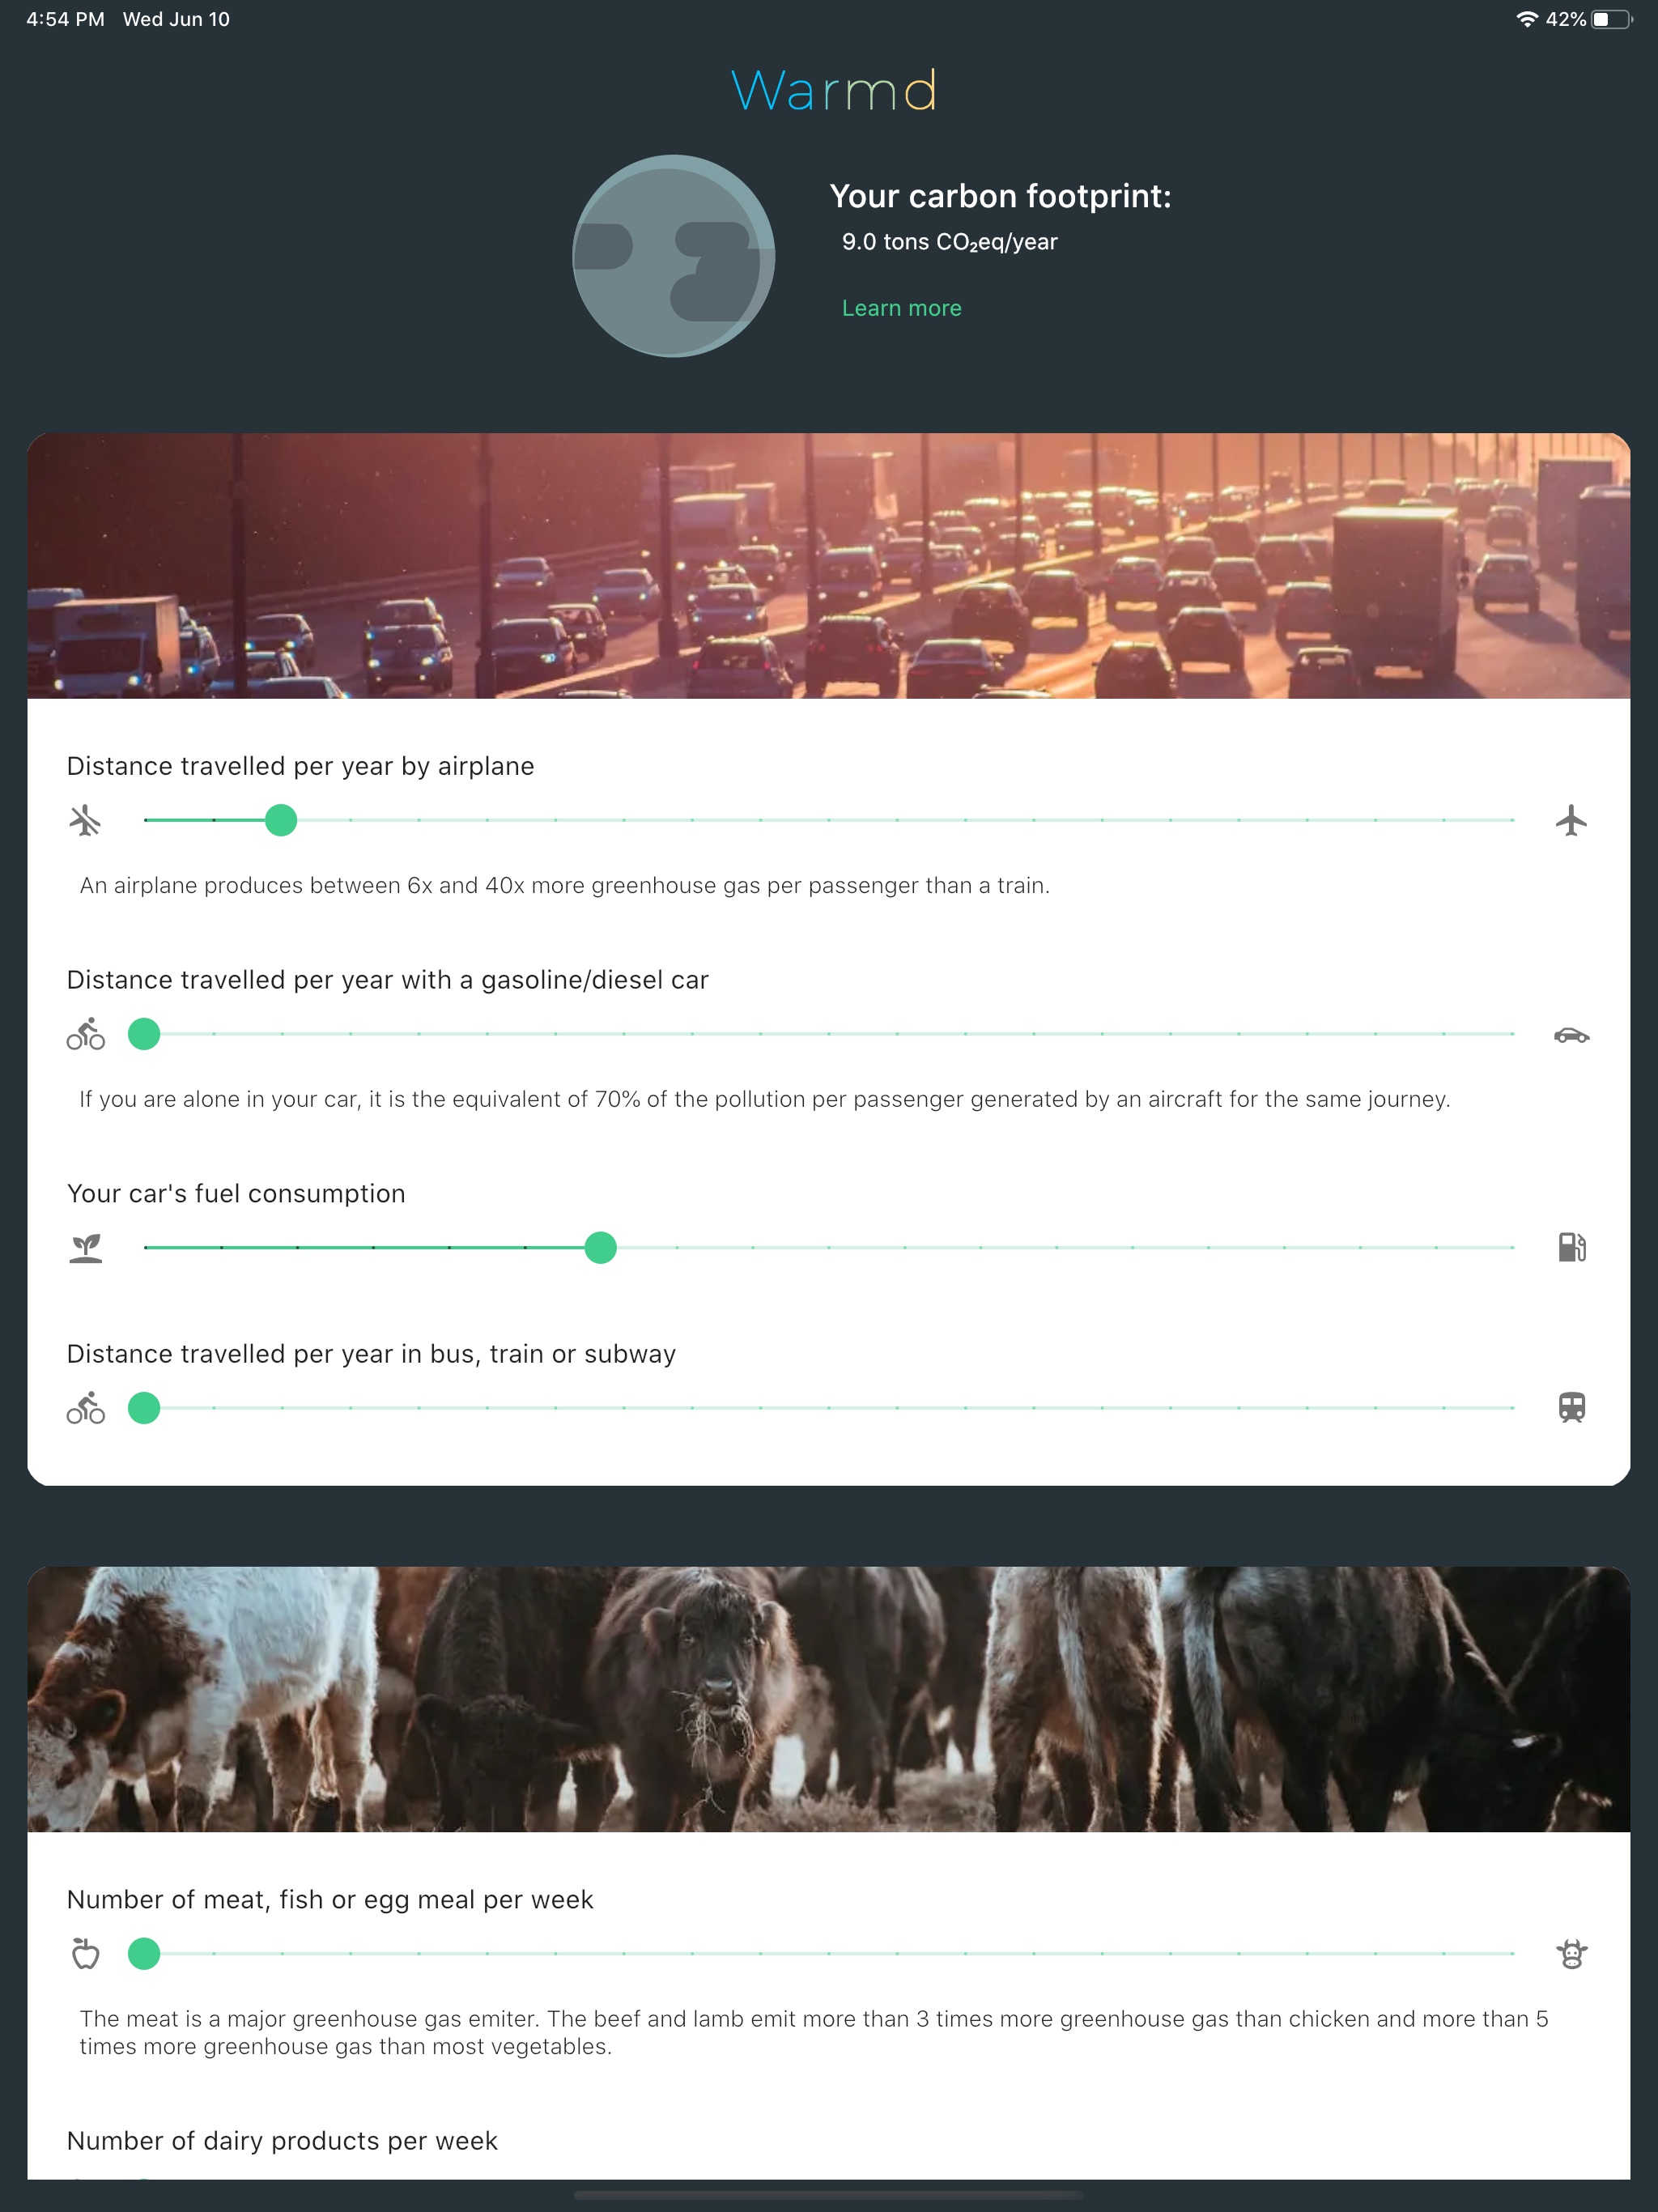 4:54 PM Wed Jun 10 42%
Warmd
Your carbon footprint:
9.0 tons CO₂eq/year
Learn more
Distance travelled per year by airplane
An airplane produces between 6x and 40x more greenhouse gas per passenger than a train.
Distance travelled per year with a gasoline/diesel car
If you are alone in your car, it is the equivalent of 70% of the pollution per passenger generated by an aircraft for the same journey.
Your car's fuel consumption
Distance travelled per year in bus, train or subway
Number of meat, fish or egg meal per week
The meat is a major greenhouse gas emiter. The beef and lamb emit more than 3 times more greenhouse gas than chicken and more than 5
times more greenhouse gas than most vegetables.
Number of dairy products per week